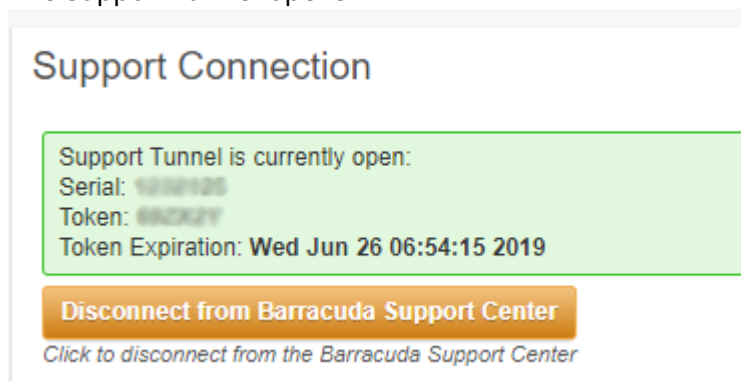 Support Connection
Support Tunnel is currently open:
Serial:
Token:
Token Expiration: Wed Jun 26 06:54:15 2019
Disconnect from Barracuda Support Center
Click to disconnect from the Barracuda Support Center